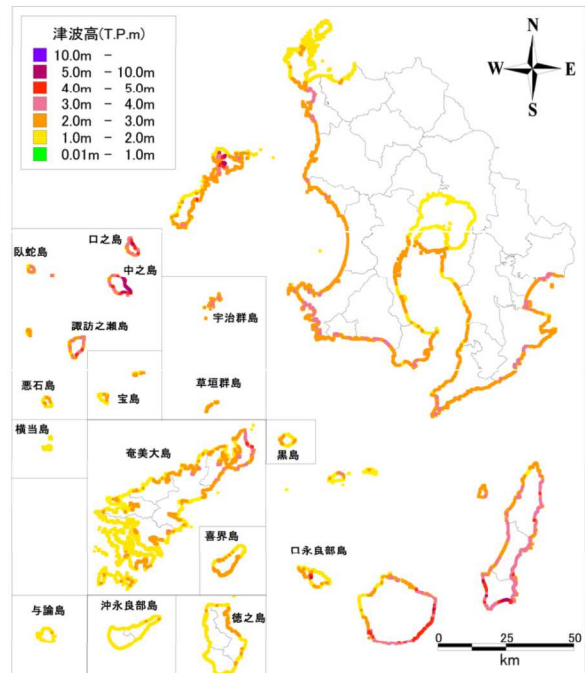 津波高(T.P.m)
10.0m -
5.0m - 10.0m
4.0m - 5.0m
3.0m - 4.0m
2.0m - 3.0m
1.0m - 2.0m
0.01m - 1.0m
N
W E
S
口之島
臥蛇島
中之島
宇治群島
諏訪之瀬島
悪石島
宝島
草垣群島
横当島
奄美大島
黒島
喜界島
口永良部島
与論島
沖永良部島
徳之島
0 25 50
km